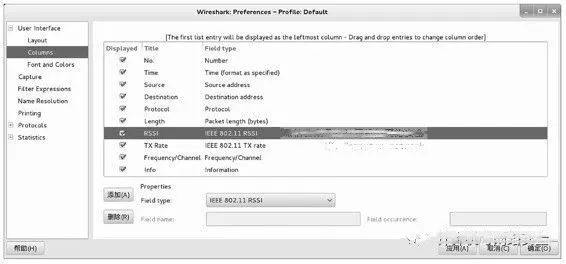 Wireshark: Preferences - Profile: Default
User Interface
Layout
Columns
Font and Colors
Capture
Filter Expressions
Name Resolution
Printing
Protocols
Statistics
[The first list entry will be displayed as the leftmost column - Drag and drop entries to change column order]
Displayed Title Field type
No. Number
Time Time (format as specified)
Source Source address
Destination Destination address
Protocol Protocol
Length Packet length (bytes)
RSSI IEEE 802.11 RSSI
TX Rate IEEE 802.11 TX rate
Frequency/Channel Frequency/Channel
Info Information
添加(A)
Properties
Field type: IEEE 802.11 RSSI
删除(R)
Field name: Field occurrence:
帮助(H) 应用(A) 取消(C) 确定(O)